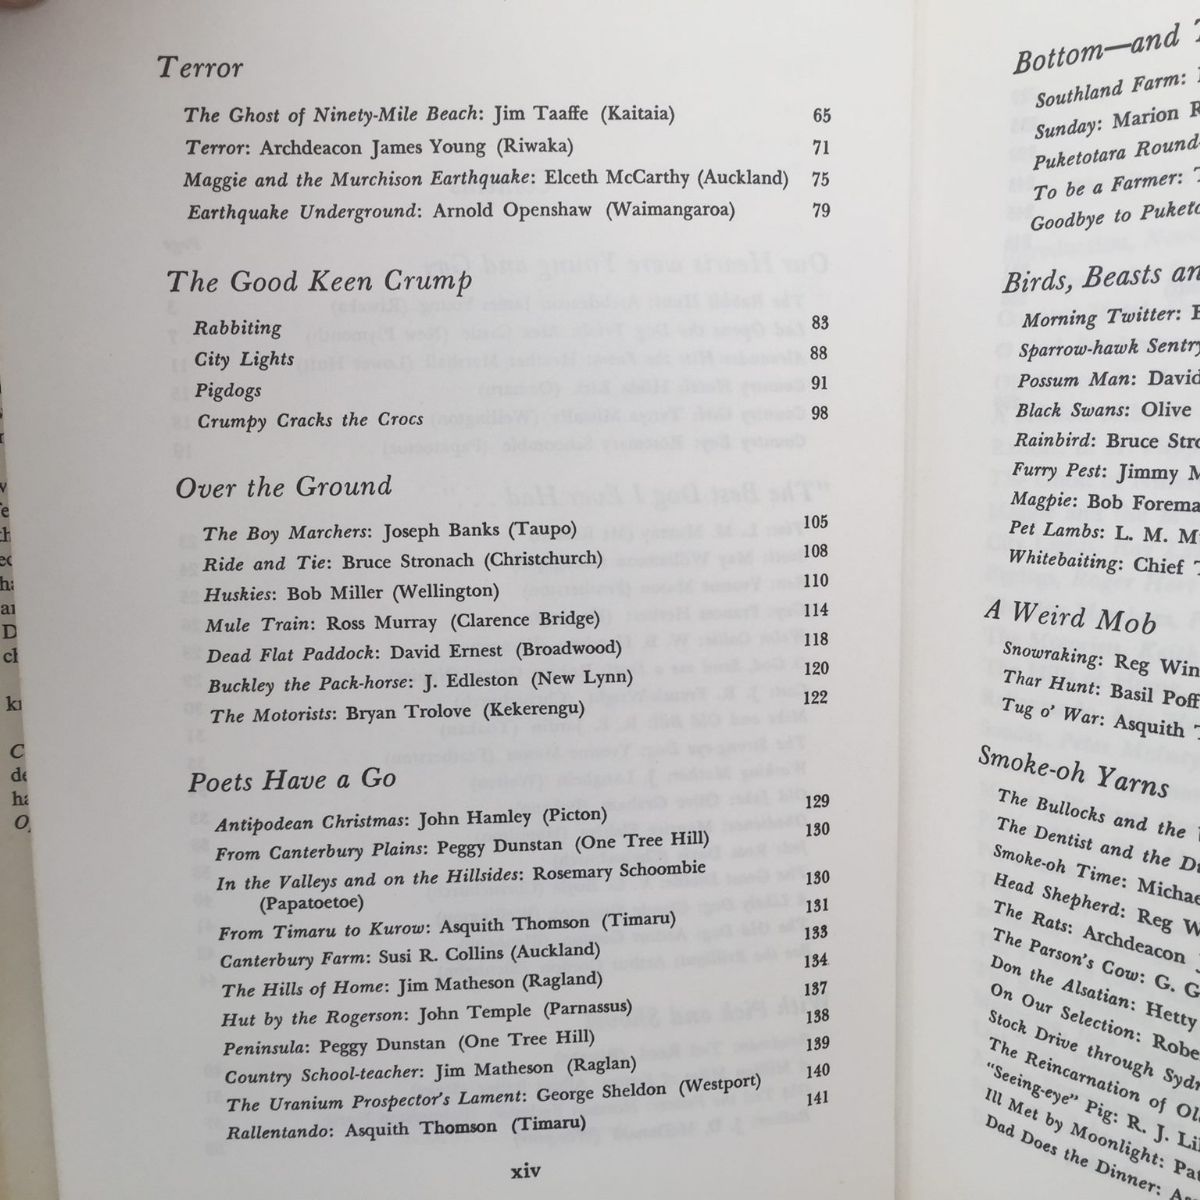 Terror
The Ghost of Ninety-Mile Beach: Jim Taaffe (Kaitaia) 65
Terror: Archdeacon James Young (Riwaka) 71
Maggie and the Murchison Earthquake: Elceth McCarthy (Auckland) 75
Earthquake Underground: Arnold Openshaw (Waimangaroa) 79
The Good Keen Crump
Rabbiting 83
City Lights 88
Pigdogs 91
Crumpy Cracks the Crocs 98
Over the Ground
The Boy Marchers: Joseph Banks (Taupo) 105
Ride and Tie: Bruce Stronach (Christchurch) 108
Huskies: Bob Miller (Wellington) 110
Mule Train: Ross Murray (Clarence Bridge) 114
Dead Flat Paddock: David Ernest (Broadwood) 118
Buckley the Pack-horse: J. Edleston (New Lynn) 120
The Motorists: Bryan Trolove (Kekerengu) 122
Poets Have a Go
Antipodean Christmas: John Hamley (Picton) 129
From Canterbury Plains: Peggy Dunstan (One Tree Hill) 130
In the Valleys and on the Hillsides: Rosemary Schoombie
(Papatoetoe) 130
From Timaru to Kurow: Asquith Thomson (Timaru) 131
Canterbury Farm: Susi R. Collins (Auckland) 133
The Hills of Home: Jim Matheson (Ragland) 134
Hut by the Rogerson: John Temple (Parnassus) 137
Peninsula: Peggy Dunstan (One Tree Hill) 138
Country School-teacher: Jim Matheson (Raglan) 139
The Uranium Prospector's Lament: George Sheldon (Westport) 140
Rallentando: Asquith Thomson (Timaru) 141
xiv
Bottom—and
Southland Farm:
Sunday: Marion
Puketotara Round-
To be a Farmer:
Goodbye to
Birds, Beasts
Morning Twitter:
Sparrow-hawk Sentry
Possum Man: David
Black Swans: Olive
Rainbird: Bruce
Furry Pest: Jimmy
Magpie: Bob
Pet Lambs: L. M.
Whitebaiting: Chief
A Weird Mob
Snowraking: Reg
Thar Hunt: Basil
Tug o' War: Asquith
Smoke-oh Yarns
The Bullocks and the
The Dentist and the
Smoke-oh Time:
Head Shepherd: Reg
The Rats: Archdeacon
The Parson's Cow: G.
Don the Alsatian: Hetty
On Our Selection:
Stock Drive through
The Reincarnation of
"Seeing-eye" Pig: R. J.
Ill Met by Moonlight:
Dad Does the Dinner: